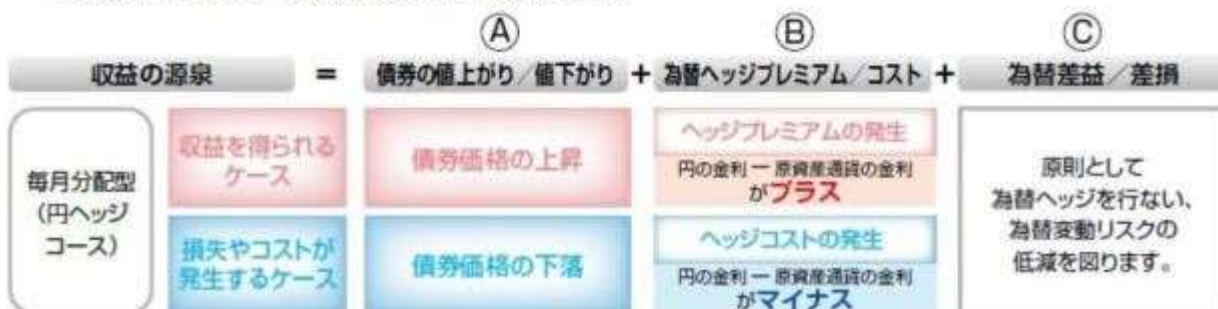 Ⓐ Ⓑ Ⓒ
収益の源泉 = 債券の値上がり/値下がり + 為替ヘッジプレミアム/コスト + 為替差益/差損
毎月分配型
(円ヘッジ
コース)
収益を得られる
ケース
債券価格の上昇
ヘッジプレミアムの発生
円の金利 ー 原資産通貨の金利
がプラス
損失やコストが
発生するケース
債券価格の下落
ヘッジコストの発生
円の金利 ー 原資産通貨の金利
がマイナス
原則として
為替ヘッジを行ない、
為替変動リスクの
低減を図ります。